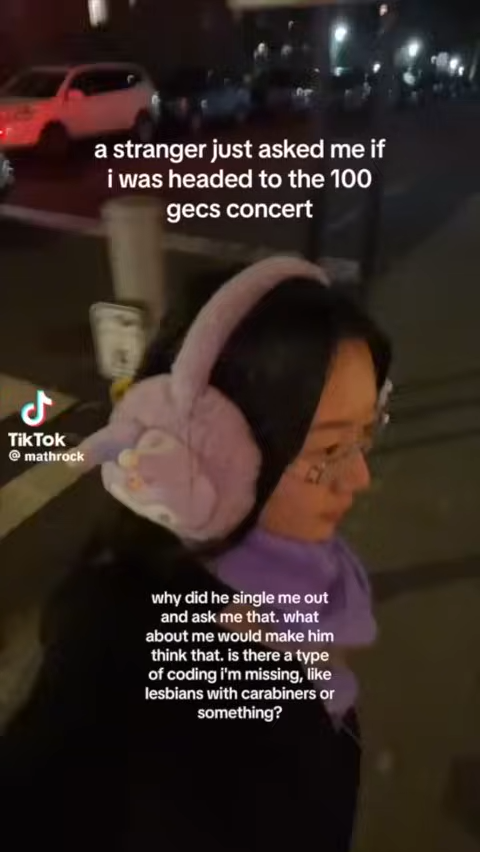 a stranger just asked me if
i was headed to the 100
gecs concert
TikTok
@ mathrock
why did he single me out
and ask me that. what
about me would make him
think that. is there a type
of coding i'm missing, like
lesbians with carabiners or
something?